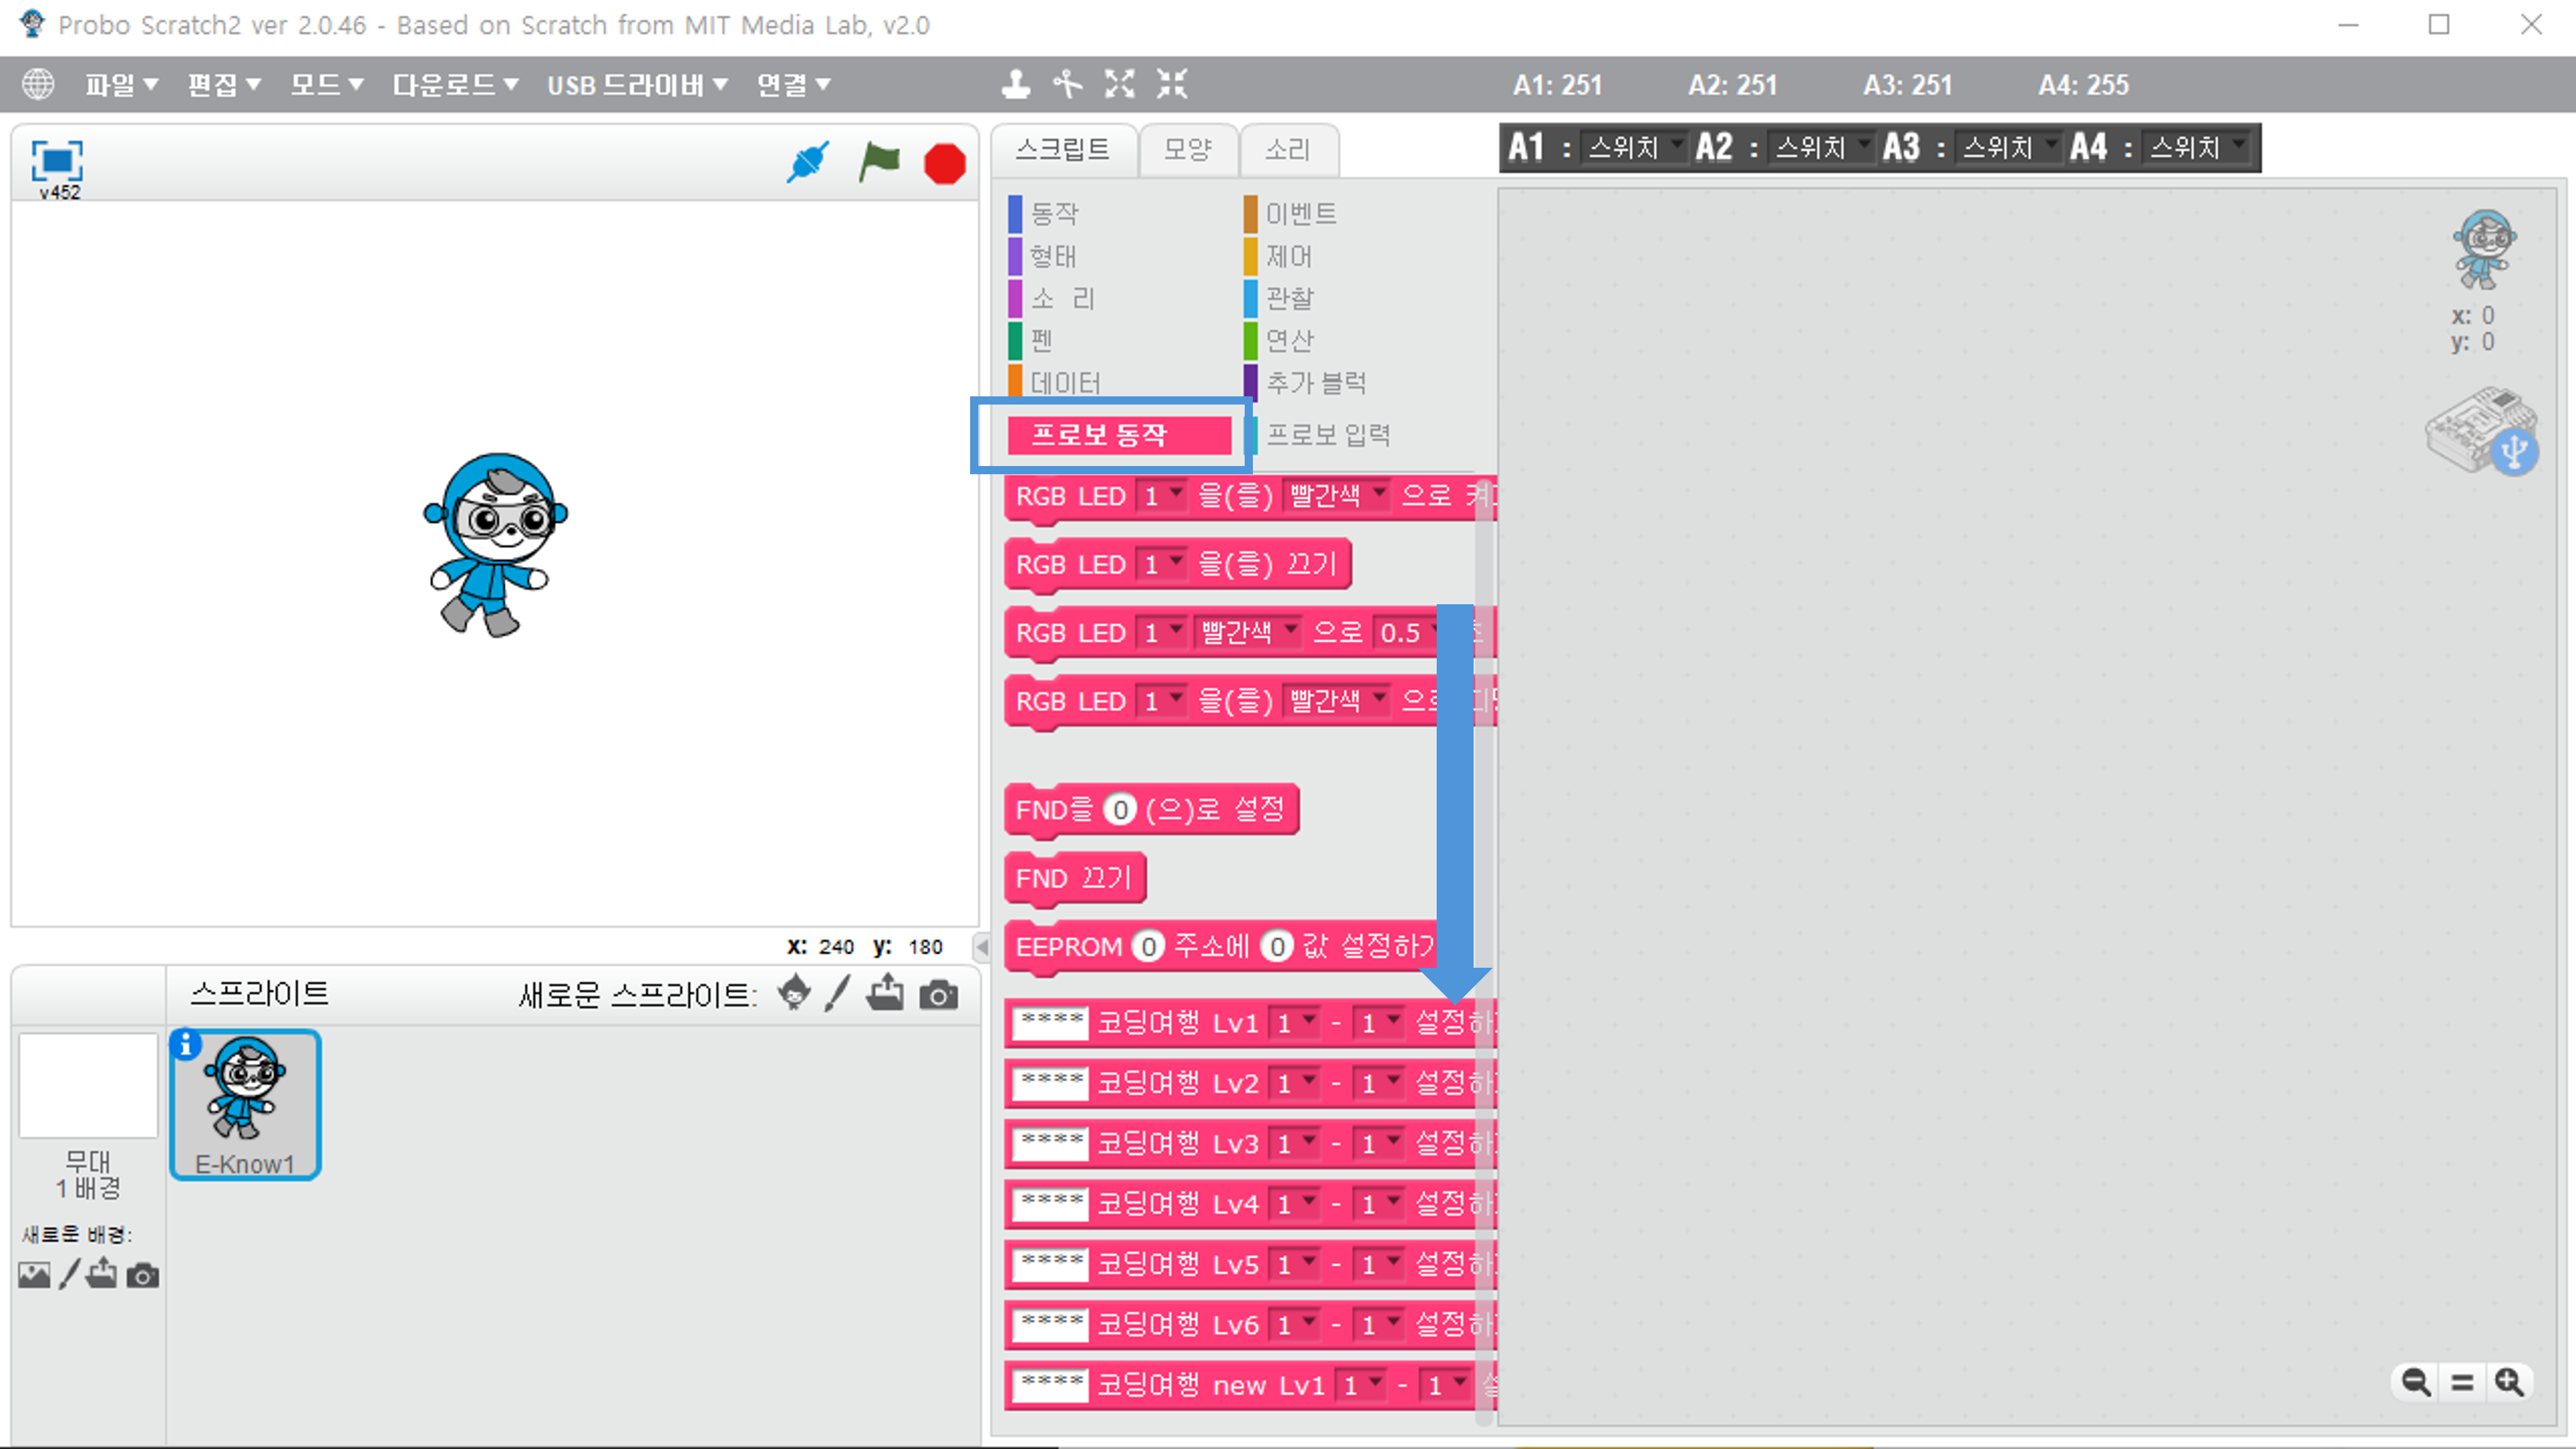 Probo Scratch2 ver 2.0.46 - Based on Scratch from MIT Media Lab, v2.0
파일 편집 모드 다운로드 USB 드라이버 연결 A1: 251 A2: 251 A3: 251 A4: 255
v452
스크립트 모양 소리
A1 : 스위치 A2 : 스위치 A3 : 스위치 A4 : 스위치
동작 이벤트
형태 제어
소 리 관찰
펜 연산
데이터 추가 블럭
프로보 동작 프로보 입력
RGB LED 1 을(를) 빨간색 으로
RGB LED 1 을(를) 끄기
RGB LED 1 빨간색 으로 0.5
RGB LED 1 을(를) 빨간색 으로
FND를 0 (으)로 설정
FND 끄기
EEPROM 0 주소에 0 값 설정하기
**** 코딩여행 Lv1 1 - 1 설정하
**** 코딩여행 Lv2 1 - 1 설정하
**** 코딩여행 Lv3 1 - 1 설정하
**** 코딩여행 Lv4 1 - 1 설정하
**** 코딩여행 Lv5 1 - 1 설정하
**** 코딩여행 Lv6 1 - 1 설정하
**** 코딩여행 new Lv1 1 - 1
x: 0
y: 0
x: 240 y: 180
스프라이트 새로운 스프라이트:
E-Know1
무대
1 배경
새로운 배경: